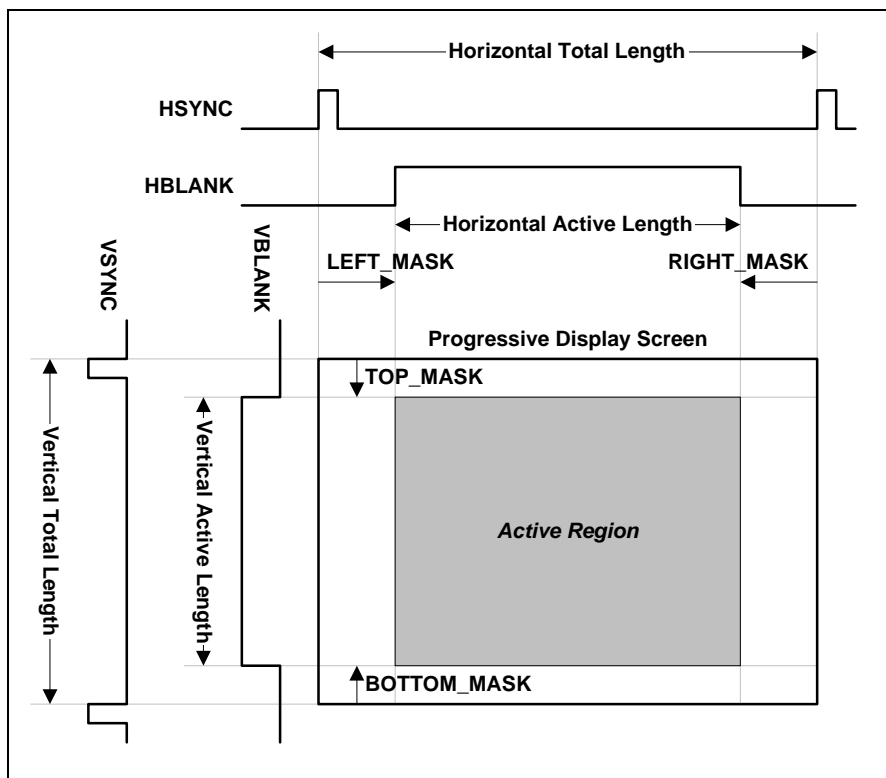 Horizontal Total Length
HSYNC
HBLANK
Horizontal Active Length
VSYNC
VBLANK
LEFT_MASK
RIGHT_MASK
Progressive Display Screen
TOP_MASK
Vertical Total Length
Vertical Active Length
Active Region
BOTTOM_MASK